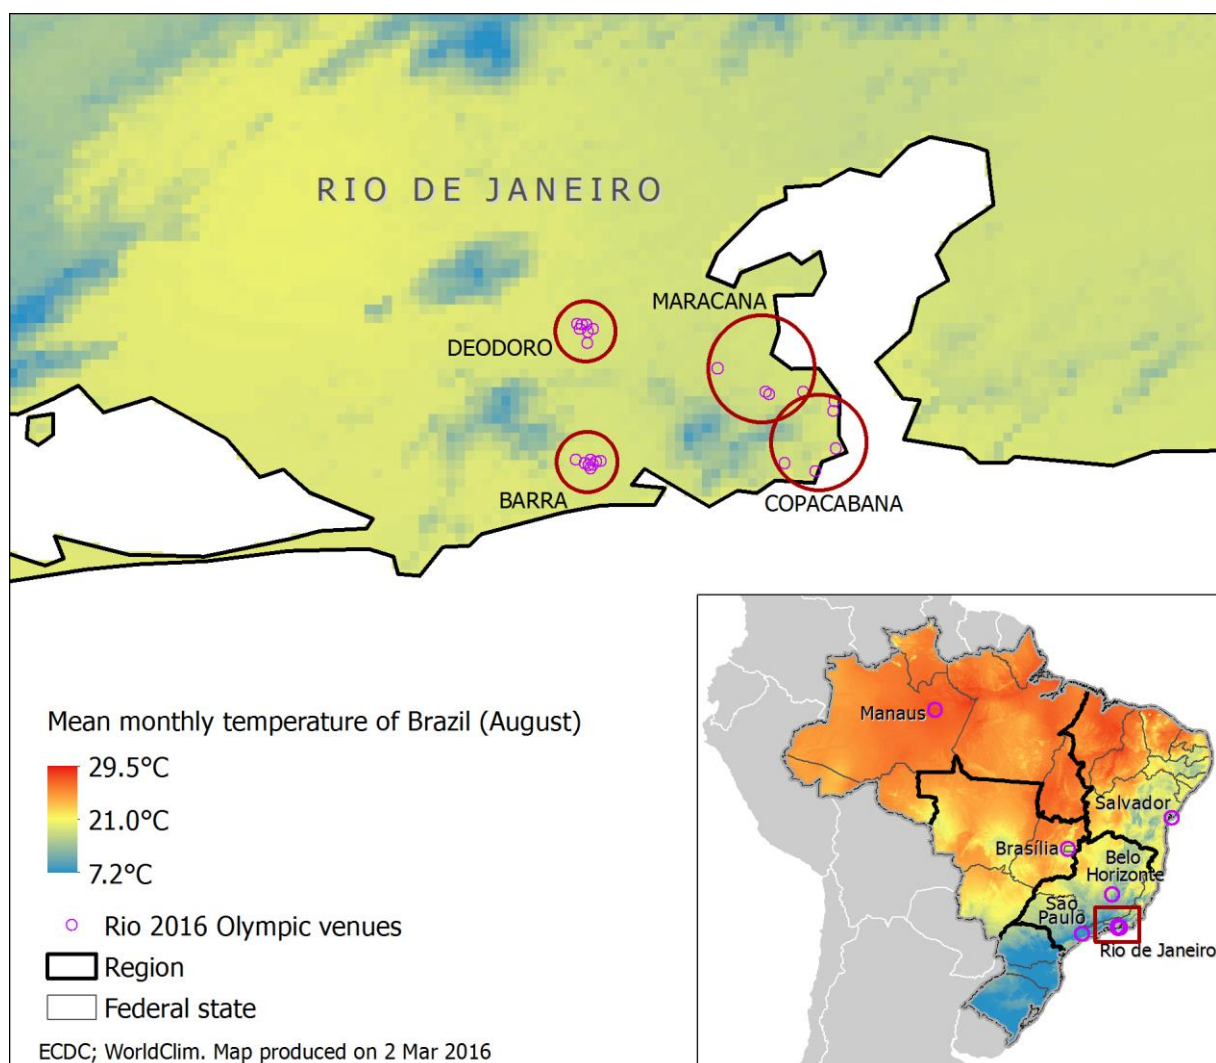 RIO DE JANEIRO
MARACANA
DEODORO
BARRA
COPACABANA
Mean monthly temperature of Brazil (August)
29.5°C
21.0°C
7.2°C
Rio 2016 Olympic venues
Region
Federal state
ECDC; WorldClim. Map produced on 2 Mar 2016
Manaus
Salvador
Brasília
Belo
Horizonte
São
Paulo
Rio de Janeiro